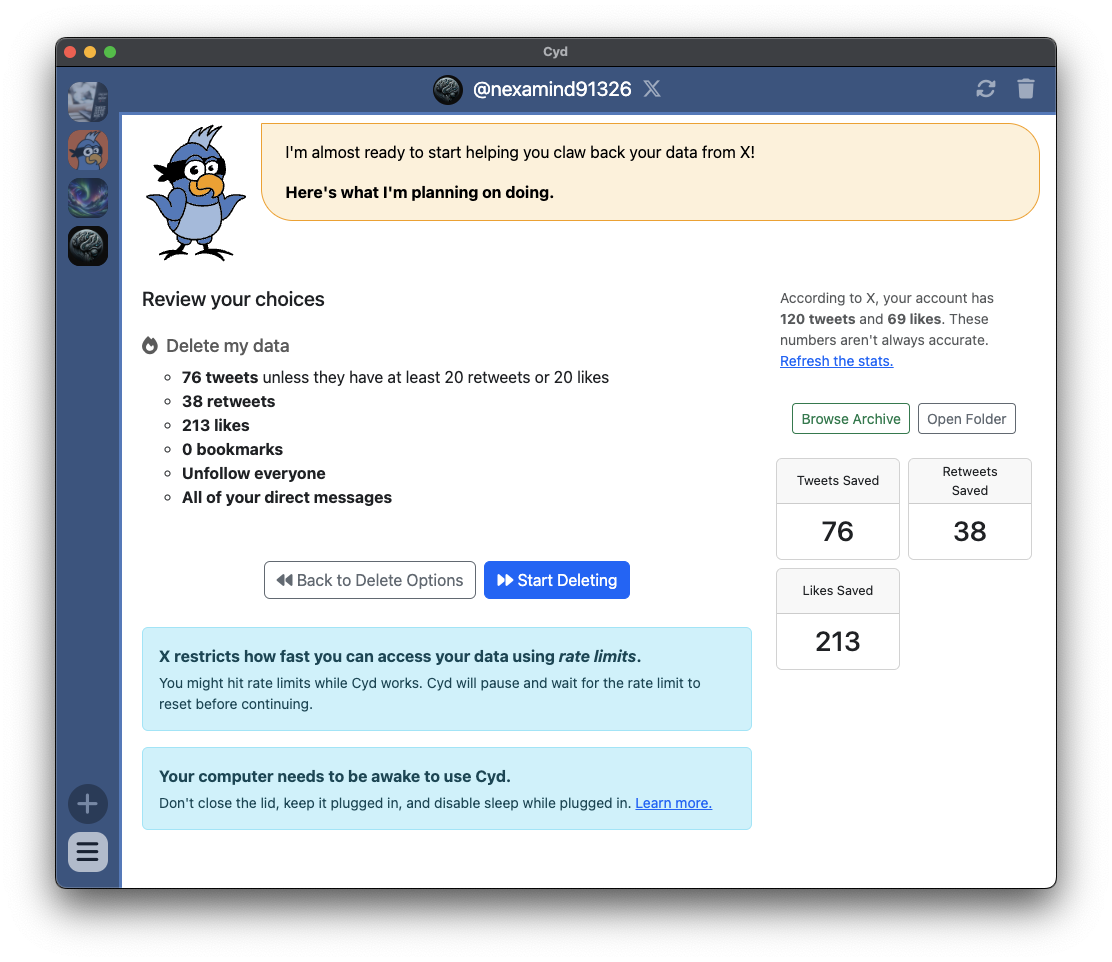 Cyd
@nexamind91326 𝕏
I'm almost ready to start helping you claw back your data from X!
Here's what I'm planning on doing.
Review your choices
Delete my data
76 tweets unless they have at least 20 retweets or 20 likes
38 retweets
213 likes
0 bookmarks
Unfollow everyone
All of your direct messages
Back to Delete Options
Start Deleting
X restricts how fast you can access your data using rate limits.
You might hit rate limits while Cyd works. Cyd will pause and wait for the rate limit to
reset before continuing.
Your computer needs to be awake to use Cyd.
Don't close the lid, keep it plugged in, and disable sleep while plugged in. Learn more.
According to X, your account has
120 tweets and 69 likes. These
numbers aren't always accurate.
Refresh the stats.
Browse Archive
Open Folder
Tweets Saved
76
Retweets
Saved
38
Likes Saved
213